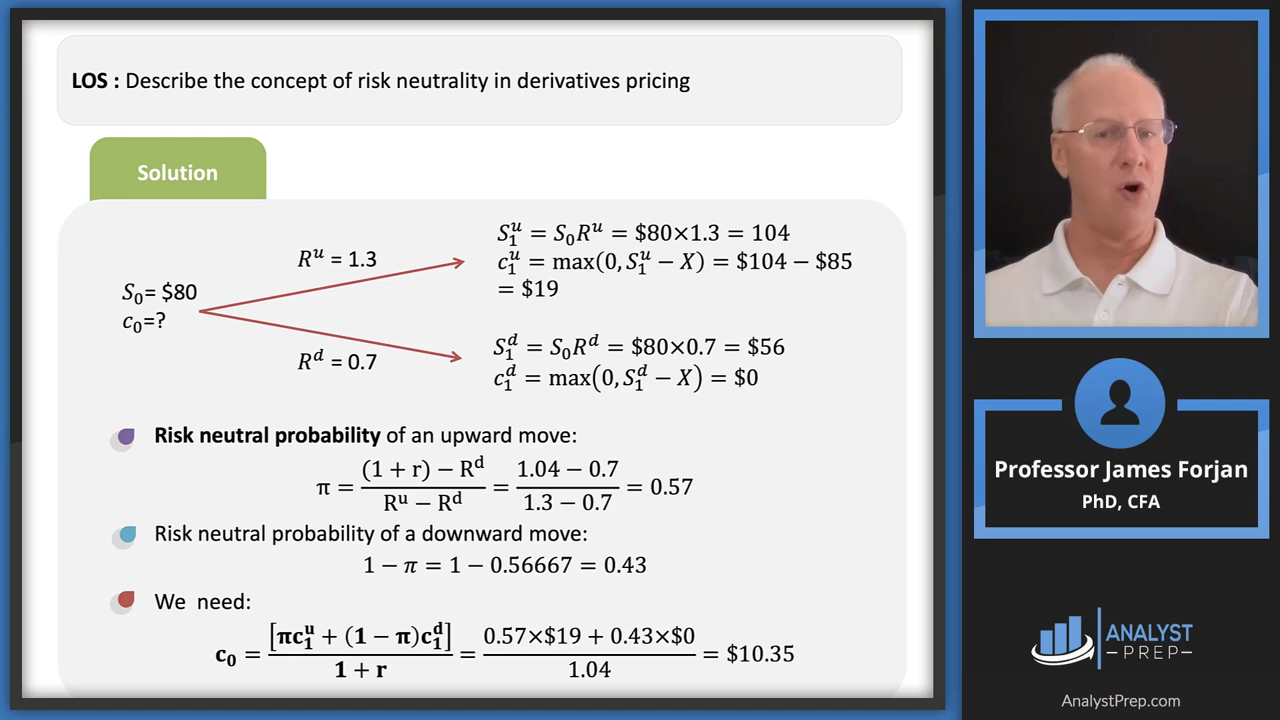 LOS : Describe the concept of risk neutrality in derivatives pricing
Solution
S₀= $80
c₀=?
Rᵘ = 1.3
Rᵈ = 0.7
S₁ᵘ = S₀Rᵘ = $80×1.3 = 104
c₁ᵘ = max(0, S₁ᵘ − X) = $104 − $85
= $19
S₁ᵈ = S₀Rᵈ = $80×0.7 = $56
c₁ᵈ = max(0, S₁ᵈ − X) = $0
Risk neutral probability of an upward move:
π = ((1 + r) − Rᵈ)/(Rᵘ − Rᵈ) = (1.04 − 0.7)/(1.3 − 0.7) = 0.57
Risk neutral probability of a downward move:
1 − π = 1 − 0.56667 = 0.43
We need:
c₀ = [πc₁ᵘ + (1 − π)c₁ᵈ]/(1 + r) = (0.57×$19 + 0.43×$0)/1.04 = $10.35
Professor James Forjan
PhD, CFA
ANALYST
PREP
AnalystPrep.com